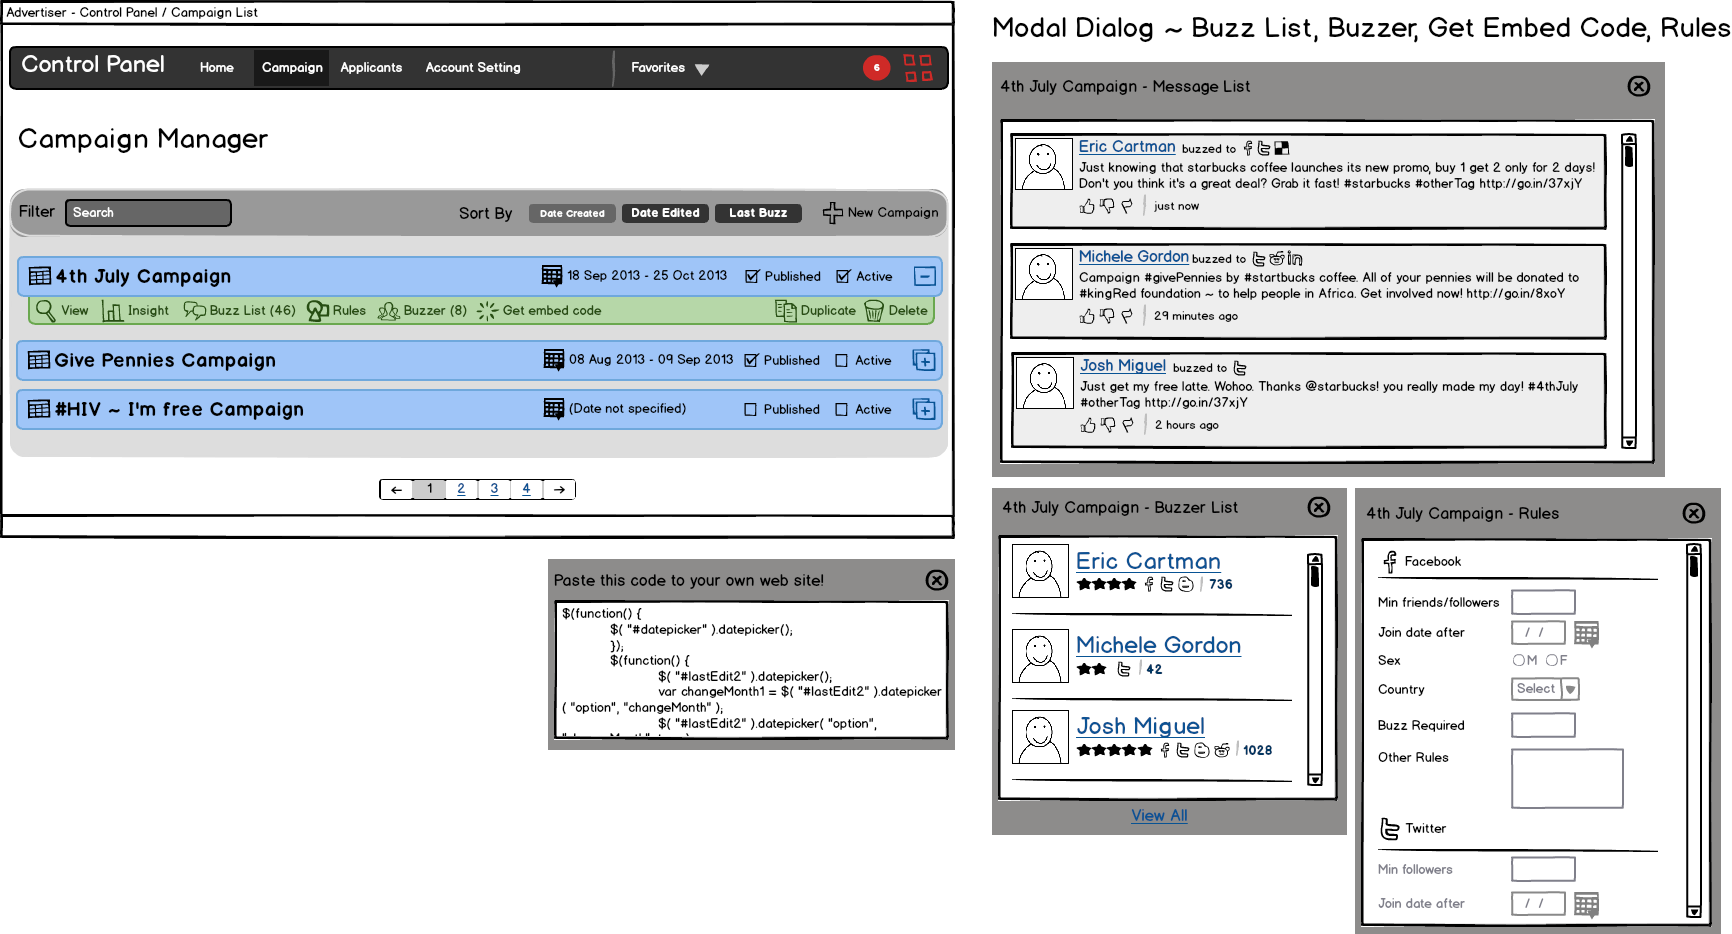 Advertiser - Control Panel / Campaign List
Control Panel Home Campaign Applicants Account Setting Favorites 6
Campaign Manager
Filter Search Sort By Date Created Date Edited Last Buzz New Campaign
4th July Campaign 18 Sep 2013 - 25 Oct 2013 Published Active
View Insight Buzz List (46) Rules Buzzer (8) Get embed code Duplicate Delete
Give Pennies Campaign 08 Aug 2013 - 09 Sep 2013 Published Active
#HIV ~ I'm free Campaign (Date not specified) Published Active
1 2 3 4
Paste this code to your own web site!
$(function() {
$( "#datepicker" ).datepicker();
});
$(function() {
$( "#lastEdit2" ).datepicker();
var changeMonth1 = $( "#lastEdit2" ).datepicker
( "option", "changeMonth" );
$( "#lastEdit2" ).datepicker( "option",
Modal Dialog ~ Buzz List, Buzzer, Get Embed Code, Rules
4th July Campaign - Message List
Eric Cartman buzzed to
Just knowing that starbucks coffee launches its new promo, buy 1 get 2 only for 2 days!
Don't you think it's a great deal? Grab it fast! #starbucks #otherTag http://go.in/37xjY
just now
Michele Gordon buzzed to
Campaign #givePennies by #startbucks coffee. All of your pennies will be donated to
#kingRed foundation ~ to help people in Africa. Get involved now! http://go.in/8xoY
29 minutes ago
Josh Miguel buzzed to
Just get my free latte. Wohoo. Thanks @starbucks! you really made my day! #4thJuly
#otherTag http://go.in/37xjY
2 hours ago
4th July Campaign - Buzzer List
Eric Cartman
736
Michele Gordon
42
Josh Miguel
1028
View All
4th July Campaign - Rules
Facebook
Min friends/followers
Join date after / /
Sex M F
Country Select
Buzz Required
Other Rules
Twitter
Min followers
Join date after / /